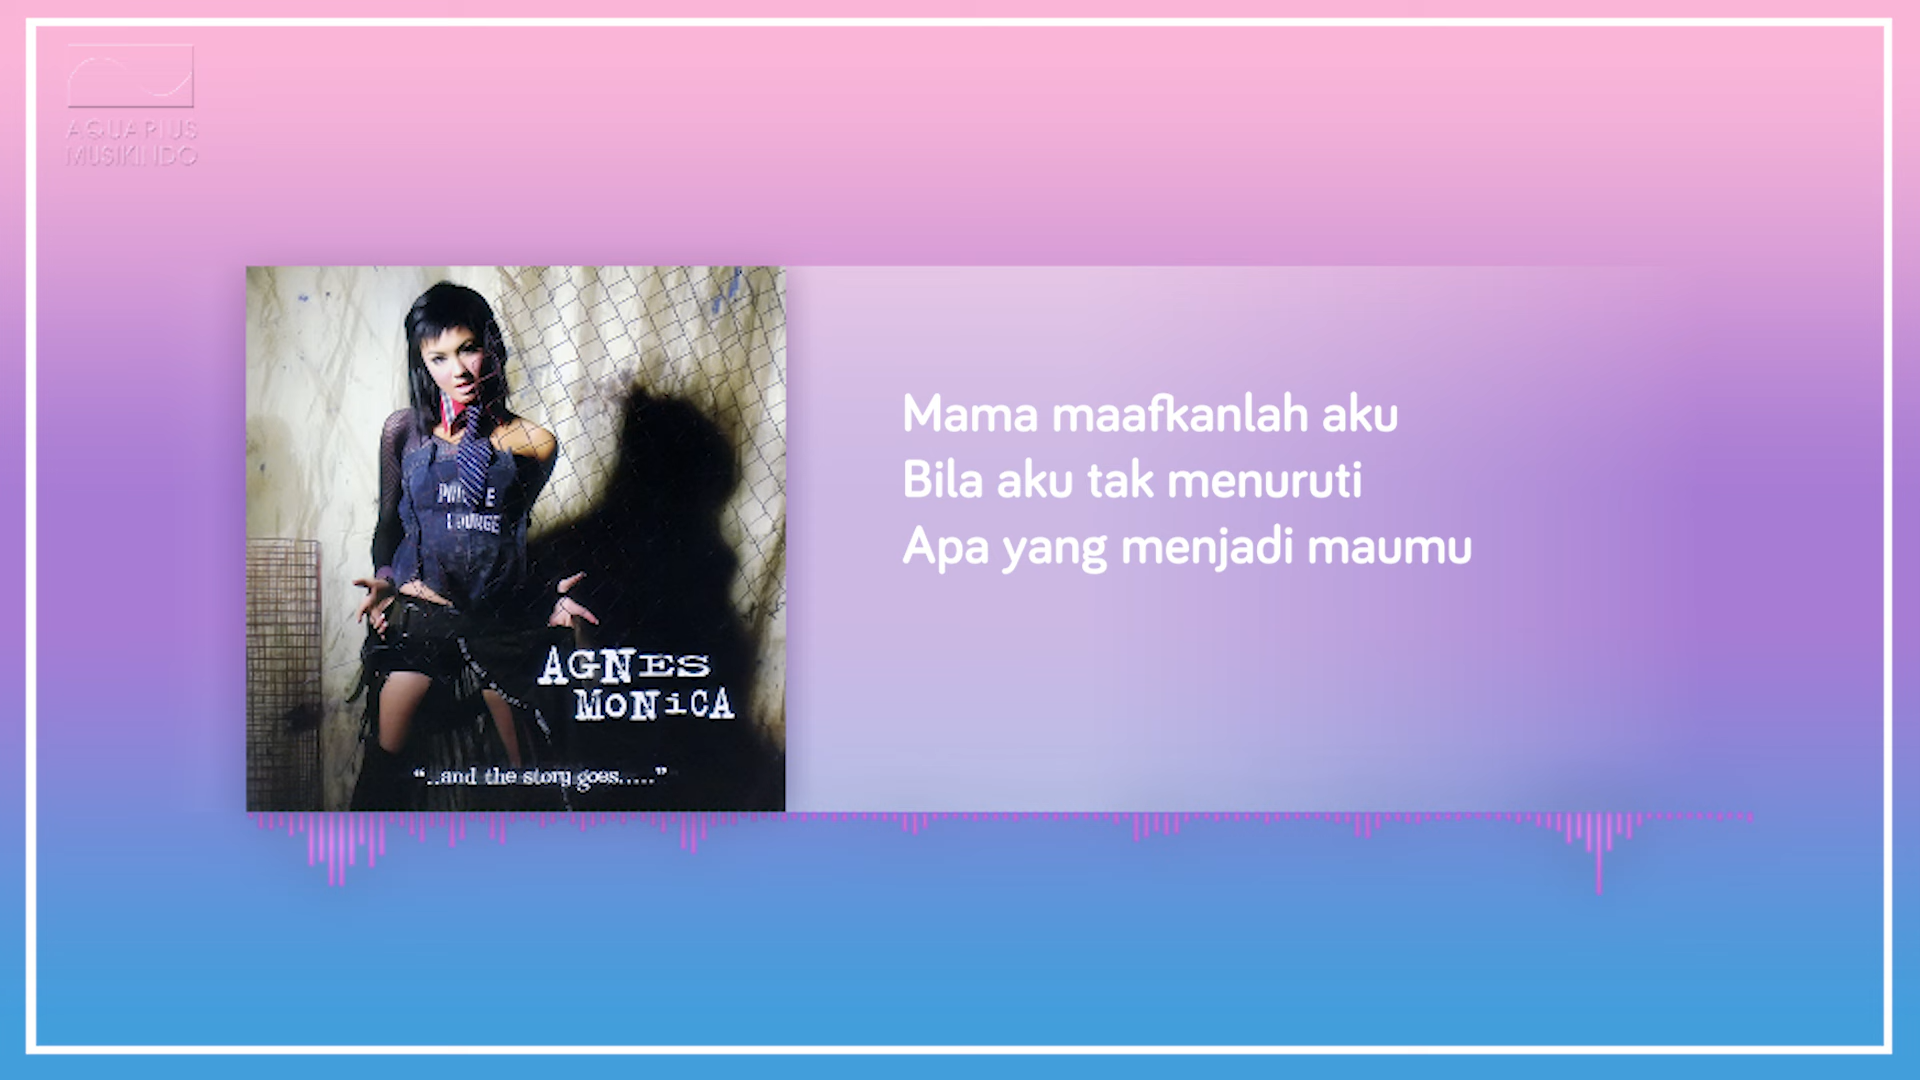 AQUARIUS
MUSIKINDO
Mama maafkanlah aku
Bila aku tak menuruti
Apa yang menjadi maumu
LOUNGE
AGNES
MONiCA
“..and the story goes.....”